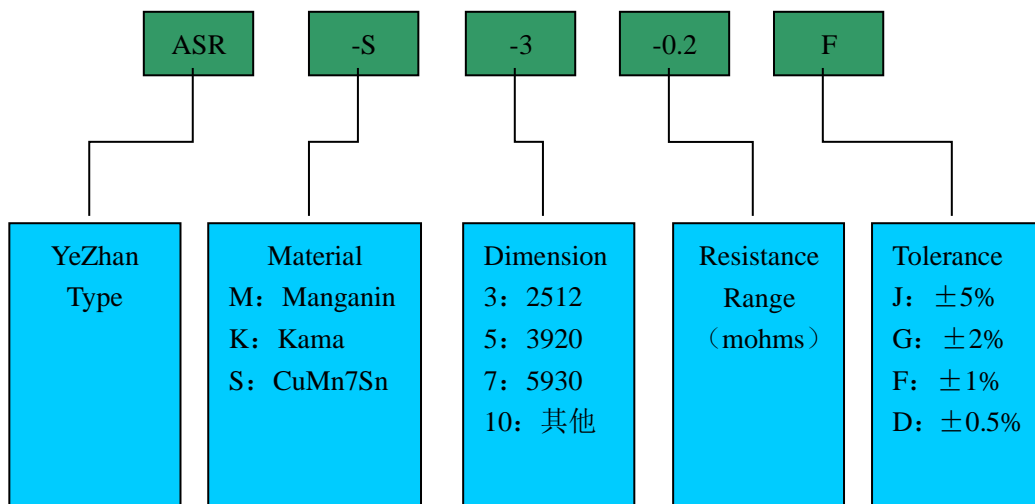 ASR
-S
-3
-0.2
F
YeZhan
Type
Material
M：Manganin
K：Kama
S：CuMn7Sn
Dimension
3：2512
5：3920
7：5930
10：其他
Resistance
Range
（mohms）
Tolerance
J：±5%
G：±2%
F：±1%
D：±0.5%